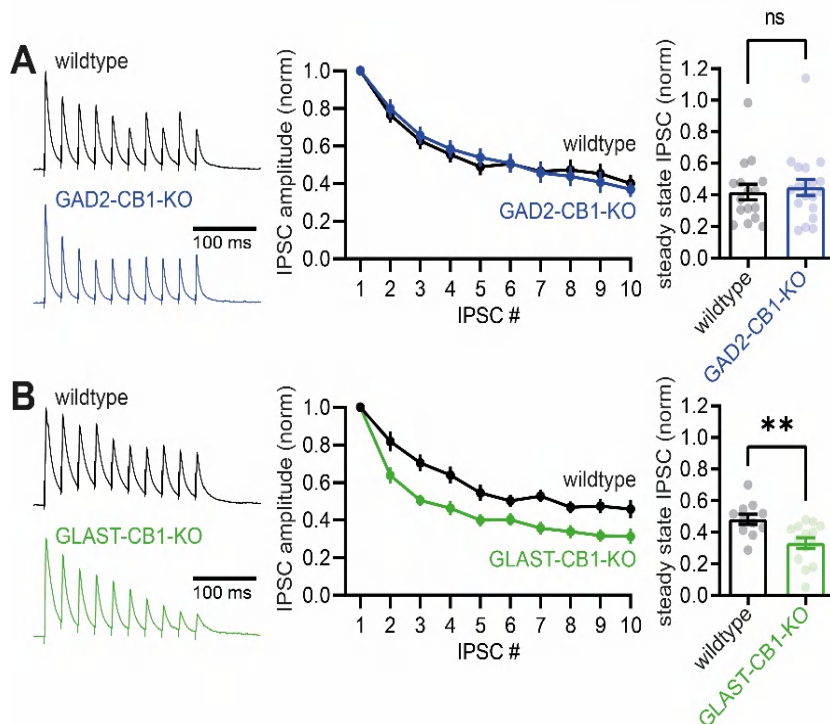 A
wildtype
GAD2-CB1-KO
100 ms
IPSC amplitude (norm)
1.0
0.8
0.6
0.4
0.2
0.0
wildtype
GAD2-CB1-KO
1 2 3 4 5 6 7 8 9 10
IPSC #
steady state IPSC (norm)
ns
1.2
1.0
0.8
0.6
0.4
0.2
0.0
wildtype
GAD2-CB1-KO
B
wildtype
GLAST-CB1-KO
100 ms
IPSC amplitude (norm)
1.0
0.8
0.6
0.4
0.2
0.0
wildtype
GLAST-CB1-KO
1 2 3 4 5 6 7 8 9 10
IPSC #
steady state IPSC (norm)
**
1.2
1.0
0.8
0.6
0.4
0.2
0.0
wildtype
GLAST-CB1-KO